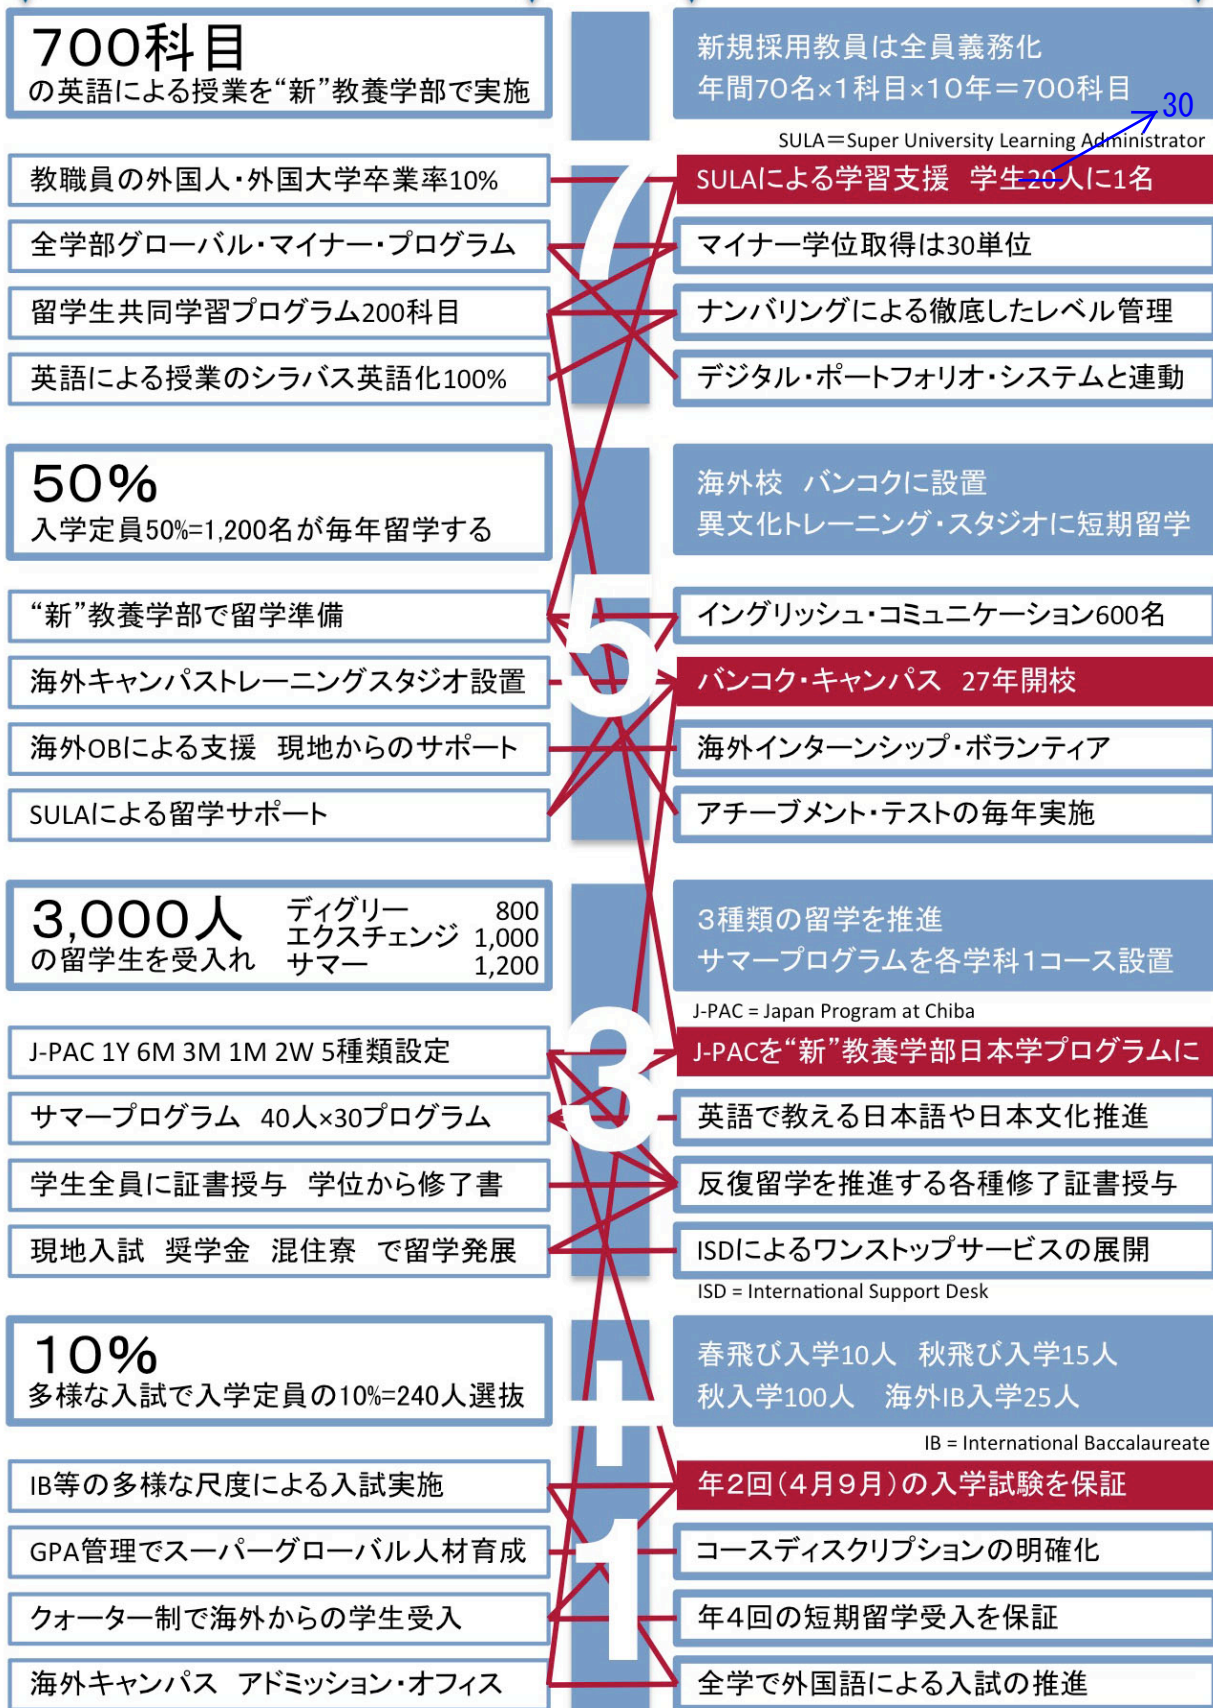 700科目
の英語による授業を“新”教養学部で実施
新規採用教員は全員義務化
年間70名×1科目×10年=700科目
30
SULA=Super University Learning Administrator
7
教職員の外国人・外国大学卒業率10%
SULAによる学習支援 学生20人に1名
全学部グローバル・マイナー・プログラム
マイナー学位取得は30単位
留学生共同学習プログラム200科目
ナンバリングによる徹底したレベル管理
英語による授業のシラバス英語化100%
デジタル・ポートフォリオ・システムと連動
50%
入学定員50%=1,200名が毎年留学する
海外校 バンコクに設置
異文化トレーニング・スタジオに短期留学
5
“新”教養学部で留学準備
イングリッシュ・コミュニケーション600名
海外キャンパストレーニングスタジオ設置
バンコク・キャンパス 27年開校
海外OBによる支援 現地からのサポート
海外インターンシップ・ボランティア
SULAによる留学サポート
アチーブメント・テストの毎年実施
3,000人
の留学生を受入れ
ディグリー 800
エクスチェンジ 1,000
サマー 1,200
3種類の留学を推進
サマープログラムを各学科1コース設置
J-PAC = Japan Program at Chiba
3
J-PAC 1Y 6M 3M 1M 2W 5種類設定
J-PACを“新”教養学部日本学プログラムに
サマープログラム 40人×30プログラム
英語で教える日本語や日本文化推進
学生全員に証書授与 学位から修了書
反復留学を推進する各種修了証書授与
現地入試 奨学金 混住寮 で留学発展
ISDによるワンストップサービスの展開
ISD = International Support Desk
10%
多様な入試で入学定員の10%=240人選抜
春飛び入学10人 秋飛び入学15人
秋入学100人 海外IB入学25人
IB = International Baccalaureate
+
1
IB等の多様な尺度による入試実施
年2回(4月9月)の入学試験を保証
GPA管理でスーパーグローバル人材育成
コースディスクリプションの明確化
クォーター制で海外からの学生受入
年4回の短期留学受入を保証
海外キャンパス アドミッション・オフィス
全学で外国語による入試の推進